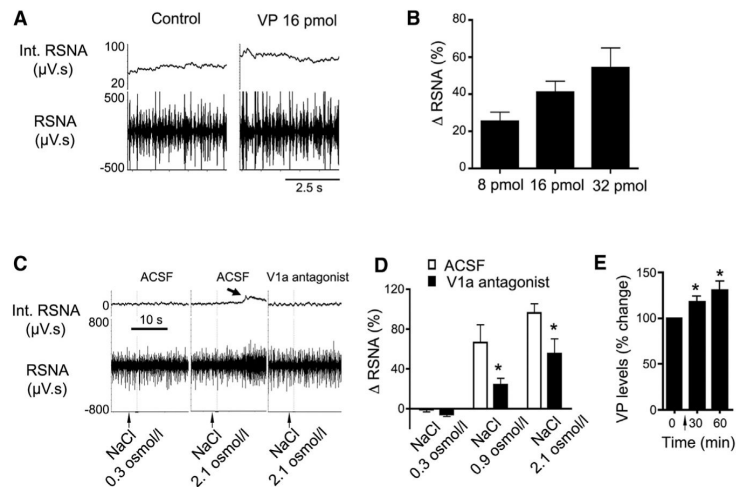 A
Control
VP 16 pmol
Int. RSNA
(µV.s)
100
20
RSNA
(µV.s)
500
-500
2.5 s
B
Δ RSNA (%)
80
60
40
20
0
8 pmol
16 pmol
32 pmol
C
ACSF
ACSF
V1a antagonist
Int. RSNA
(µV.s)
0
10 s
800
RSNA
(µV.s)
-800
NaCl
0.3 osmol/l
NaCl
2.1 osmol/l
NaCl
2.1 osmol/l
D
ACSF
V1a antagonist
Δ RSNA (%)
120
80
40
0
*
*
NaCl
0.3 osmol/l
NaCl
0.9 osmol/l
NaCl
2.1 osmol/l
E
VP levels (% change)
150
100
50
0
*
*
0
30
60
Time (min)